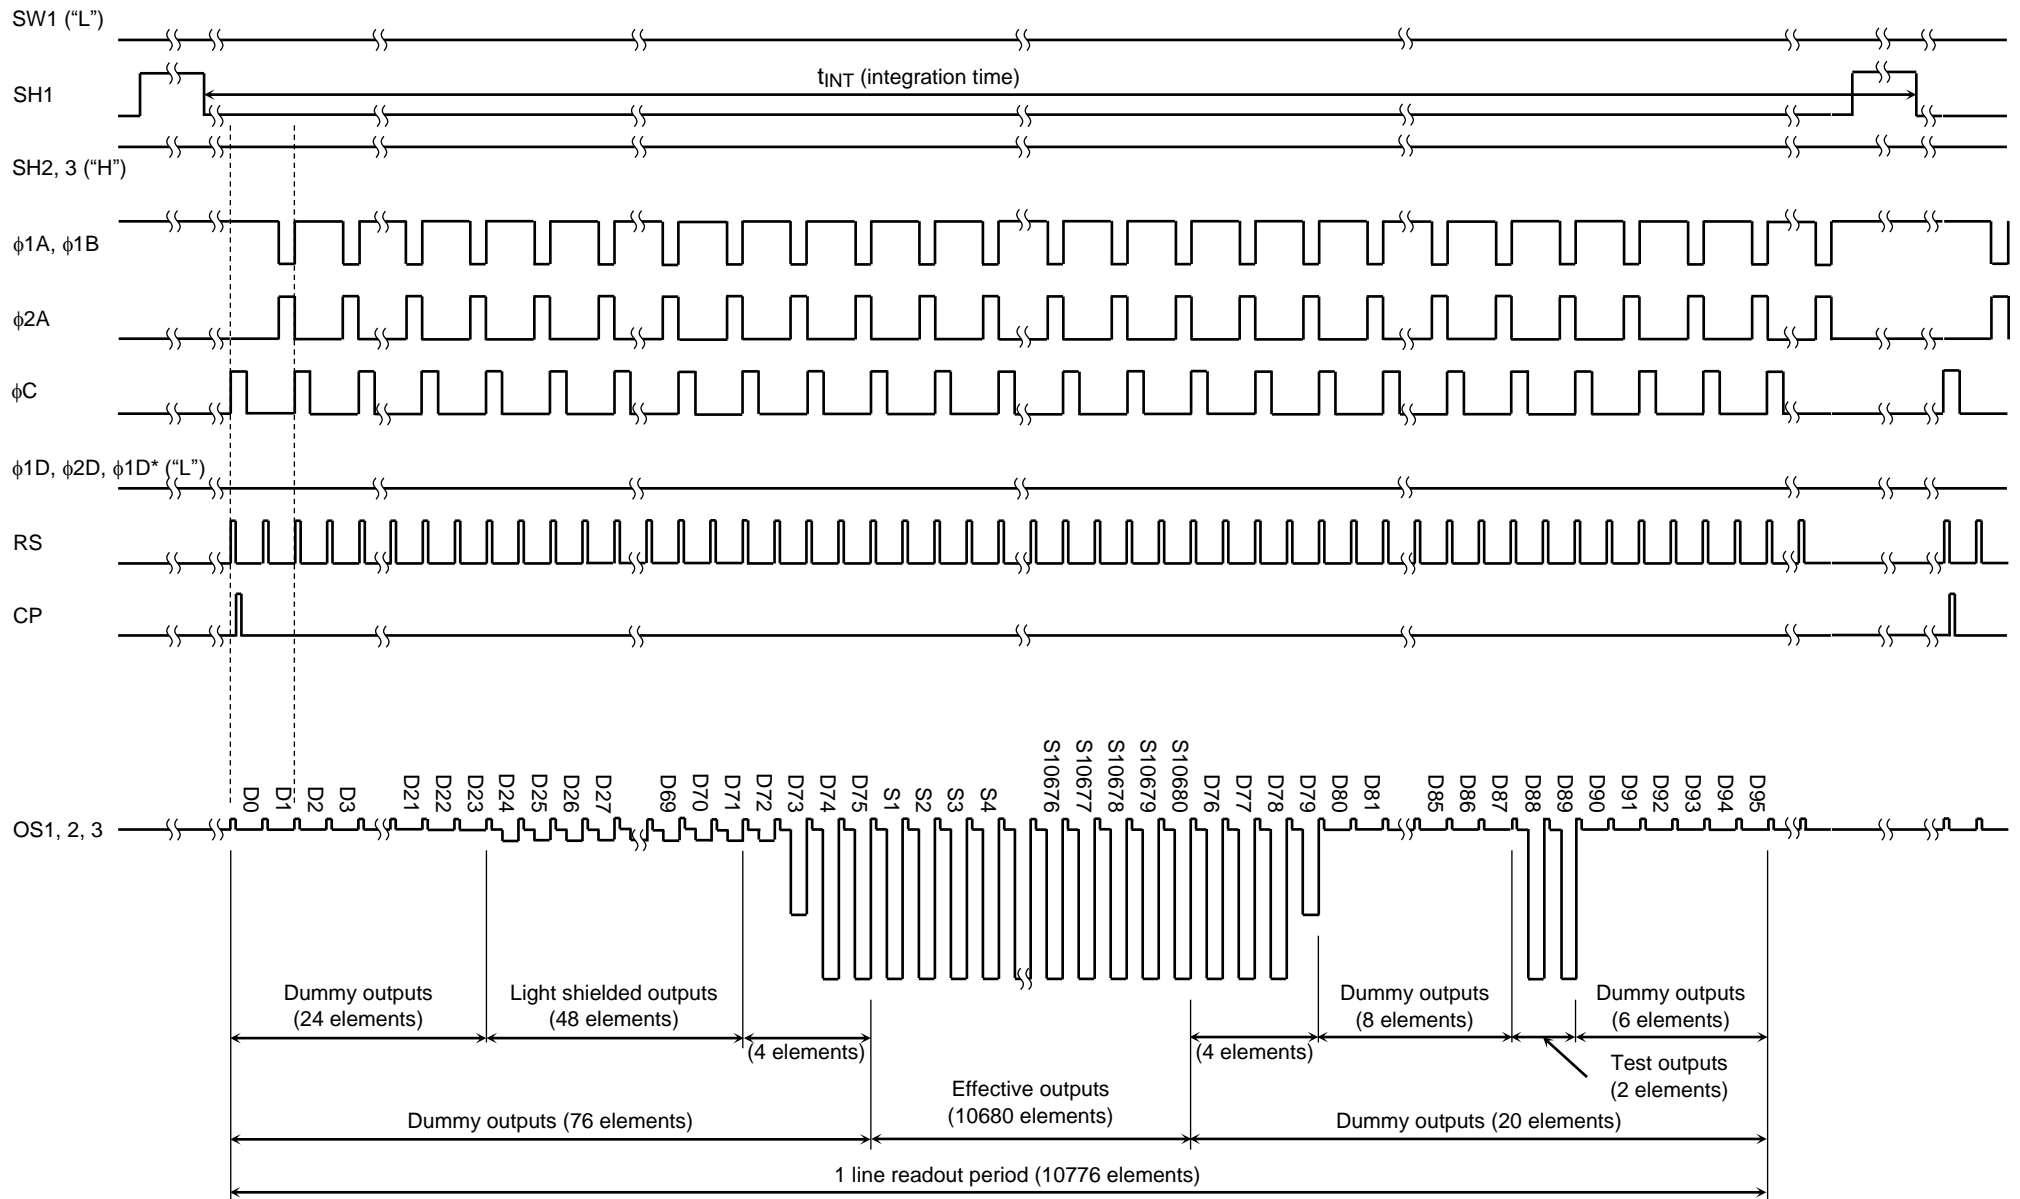 SW1 (“L”)
SH1
tINT (integration time)
SH2, 3 (“H”)
ϕ1A, ϕ1B
ϕ2A
ϕC
ϕ1D, ϕ2D, ϕ1D* (“L”)
RS
CP
OS1, 2, 3
D0
D1
D2
D3
D21
D22
D23
D24
D25
D26
D27
D69
D70
D71
D72
D73
D74
D75
S1
S2
S3
S4
S10676
S10677
S10678
S10679
S10680
D76
D77
D78
D79
D80
D81
D85
D86
D87
D88
D89
D90
D91
D92
D93
D94
D95
Dummy outputs
(24 elements)
Light shielded outputs
(48 elements)
(4 elements)
Effective outputs
(10680 elements)
(4 elements)
Dummy outputs
(8 elements)
Dummy outputs
(6 elements)
Test outputs
(2 elements)
Dummy outputs (76 elements)
Dummy outputs (20 elements)
1 line readout period (10776 elements)